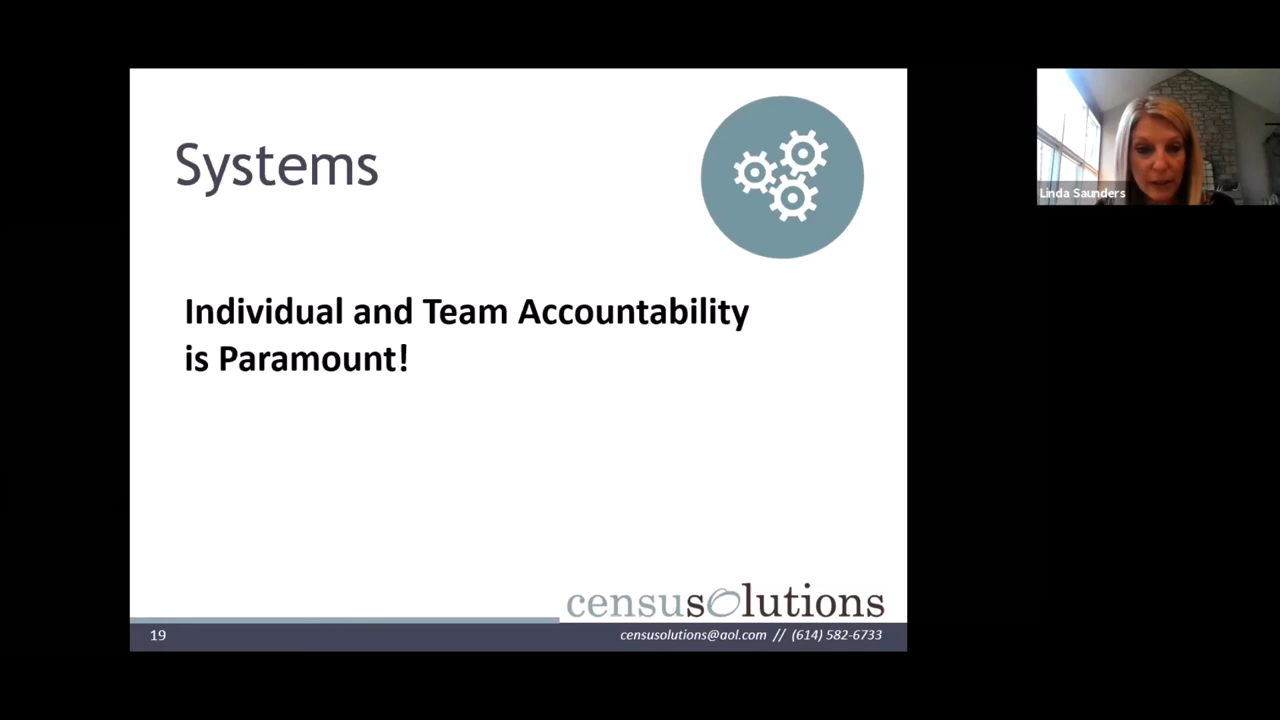 Systems
Individual and Team Accountability
is Paramount!
censusolutions
19
censusolutions@aol.com // (614) 582-6733
Linda Saunders